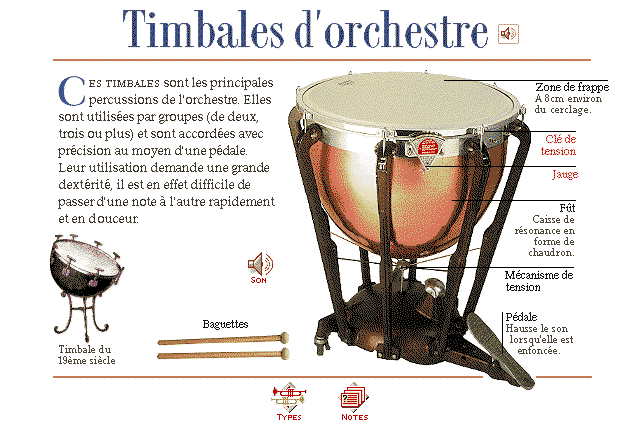 Timbales d'orchestre
CES TIMBALES sont les principales
percussions de l'orchestre. Elles
sont utilisées par groupes (de deux,
trois ou plus) et sont accordées avec
précision au moyen d'une pédale.
Leur utilisation demande une grande
dextérité, il est en effet difficile de
passer d'une note à l'autre rapidement
et en douceur.
Zone de frappe
A 8cm environ
du cerclage.
Clé de
tension
Jauge
Fût
Caisse de
résonance en
forme de
chaudron.
Mécanisme de
tension
Pédale
Hausse le son
lorsqu'elle est
enfoncée.
SON
Baguettes
Timbale du
19ème siècle
TYPES
NOTES